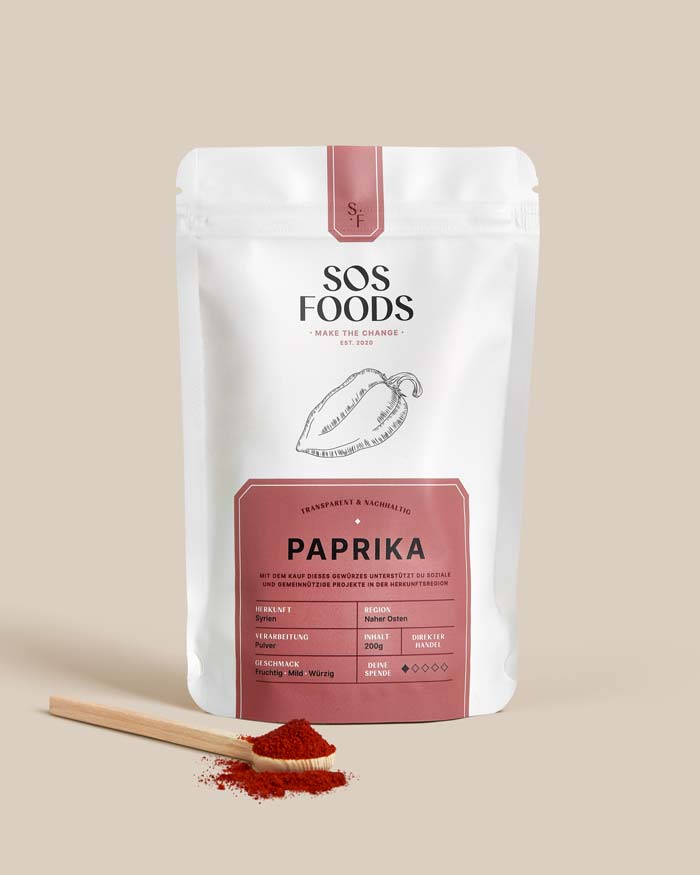 S.
.F
SOS
FOODS
· MAKE THE CHANGE ·
EST. 2020
TRANSPARENT & NACHHALTIG
PAPRIKA
MIT DEM KAUF DIESES GEWÜRZES UNTERSTÜTZT DU SOZIALE
UND GEMEINNÜTZIGE PROJEKTE IN DER HERKUNFTSREGION
HERKUNFT
Syrien
REGION
Naher Osten
VERARBEITUNG
Pulver
INHALT
200g
DIREKTER
HANDEL
GESCHMACK
Fruchtig · Mild · Würzig
DEINE
SPENDE